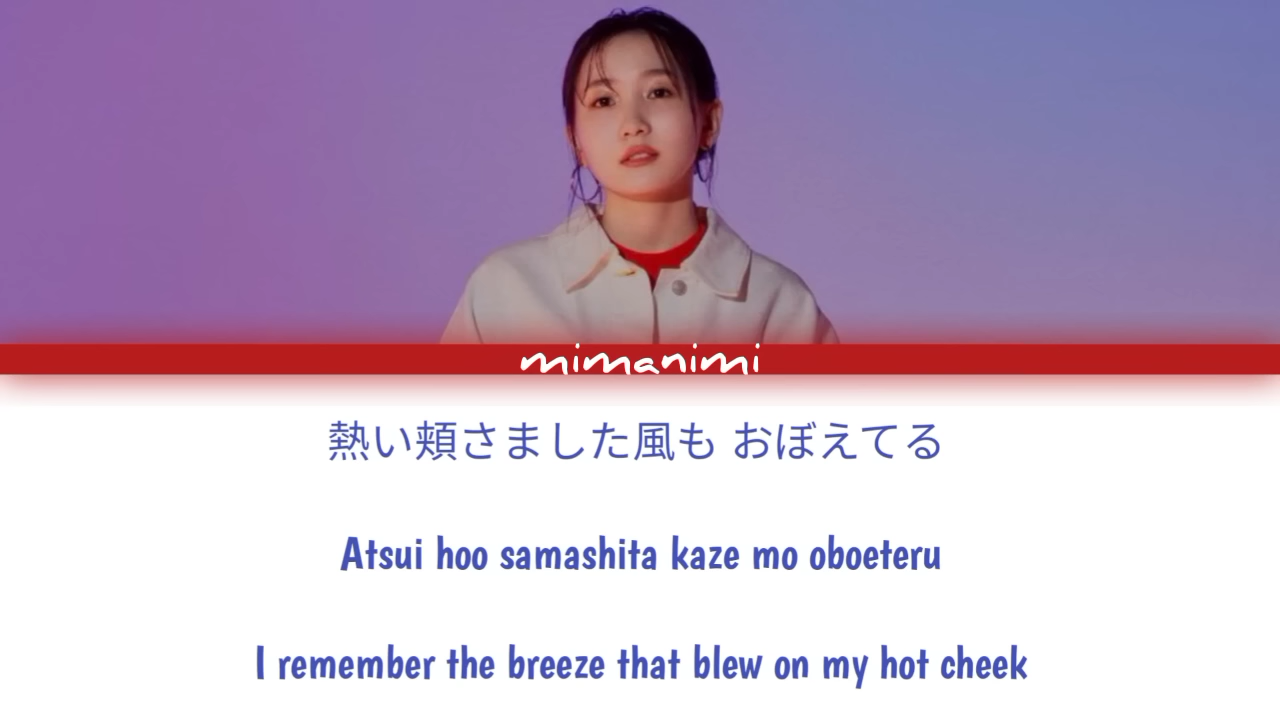 mimanimi
熱い頬さました風も おぼえてる
Atsui hoo samashita kaze mo oboeteru
I remember the breeze that blew on my hot cheek